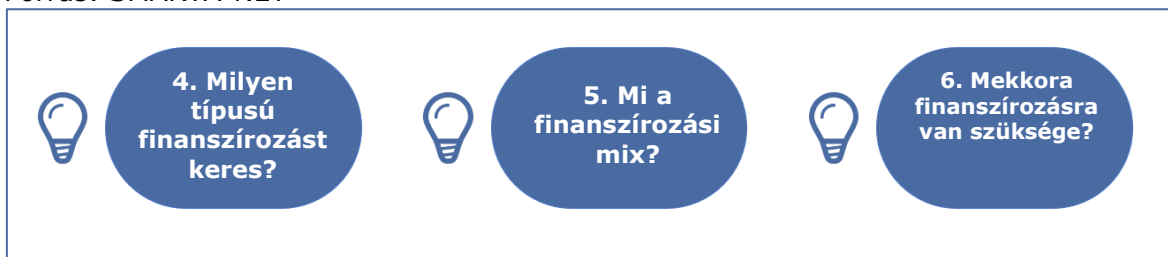 4. Milyen
típusú
finanszírozást
keres?
5. Mi a
finanszírozási
mix?
6. Mekkora
finanszírozásra
van szüksége?